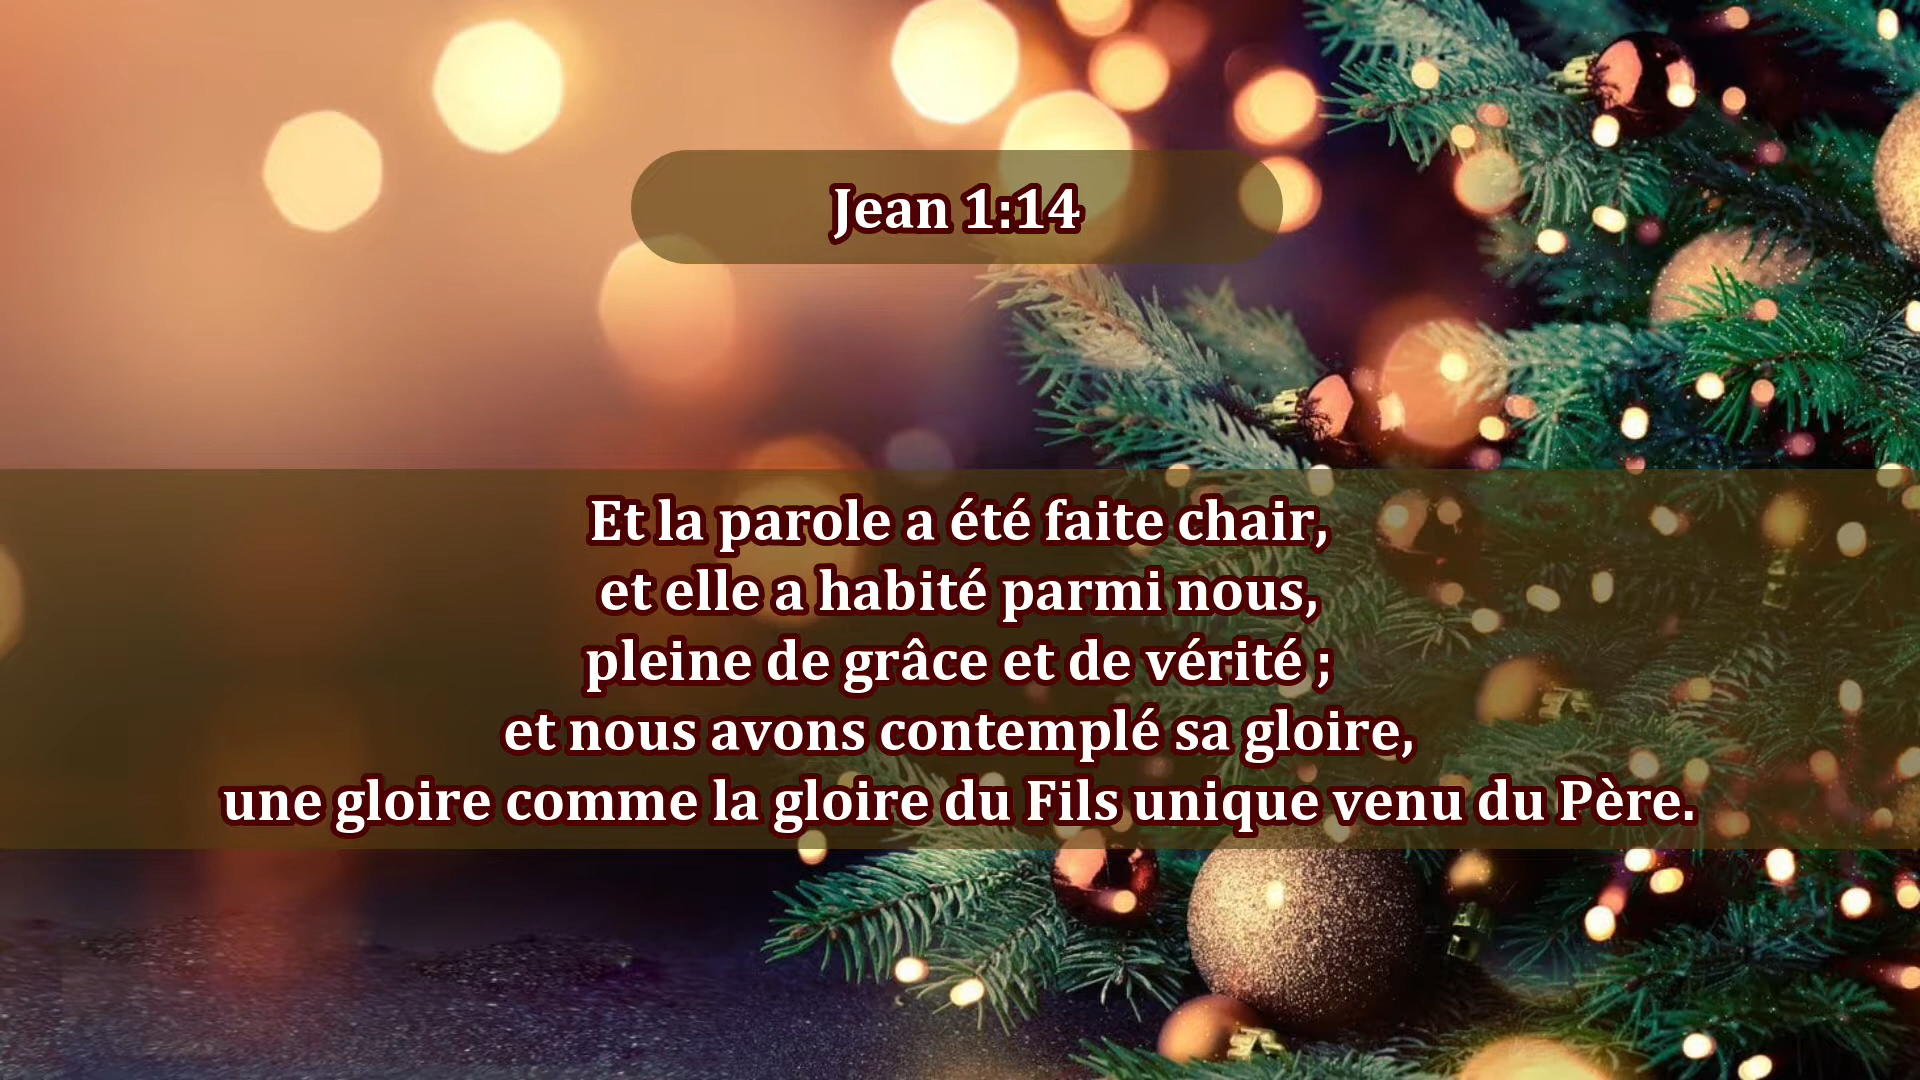 Jean 1:14
Et la parole a été faite chair,
et elle a habité parmi nous,
pleine de grâce et de vérité ;
et nous avons contemplé sa gloire,
une gloire comme la gloire du Fils unique venu du Père.